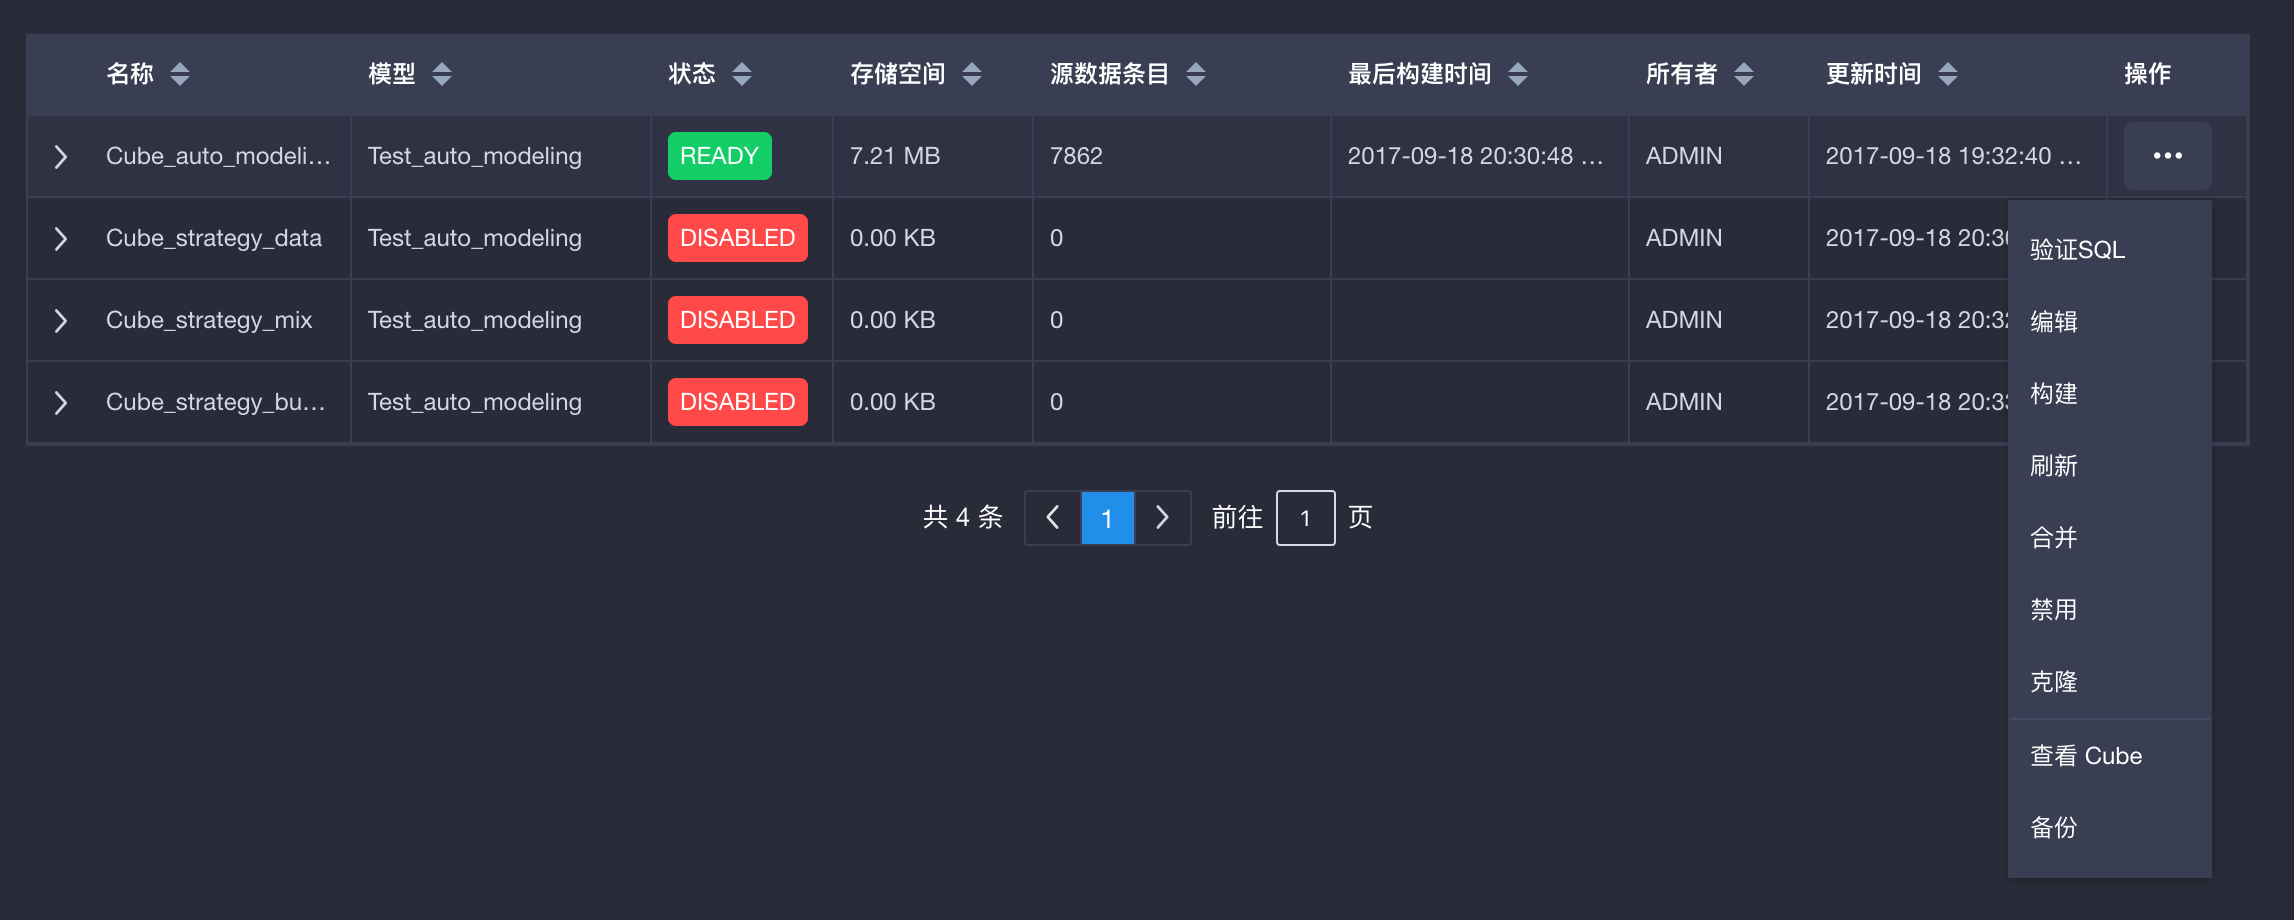 名称 模型 状态 存储空间 源数据条目 最后构建时间 所有者 更新时间 操作
Cube_auto_modeli... Test_auto_modeling READY 7.21 MB 7862 2017-09-18 20:30:48 ... ADMIN 2017-09-18 19:32:40 ... •••
Cube_strategy_data Test_auto_modeling DISABLED 0.00 KB 0 ADMIN 2017-09-18 20:3
Cube_strategy_mix Test_auto_modeling DISABLED 0.00 KB 0 ADMIN 2017-09-18 20:32
Cube_strategy_bu... Test_auto_modeling DISABLED 0.00 KB 0 ADMIN 2017-09-18 20:33
验证SQL
编辑
构建
刷新
合并
禁用
克隆
查看 Cube
备份
共 4 条 1 前往 1 页